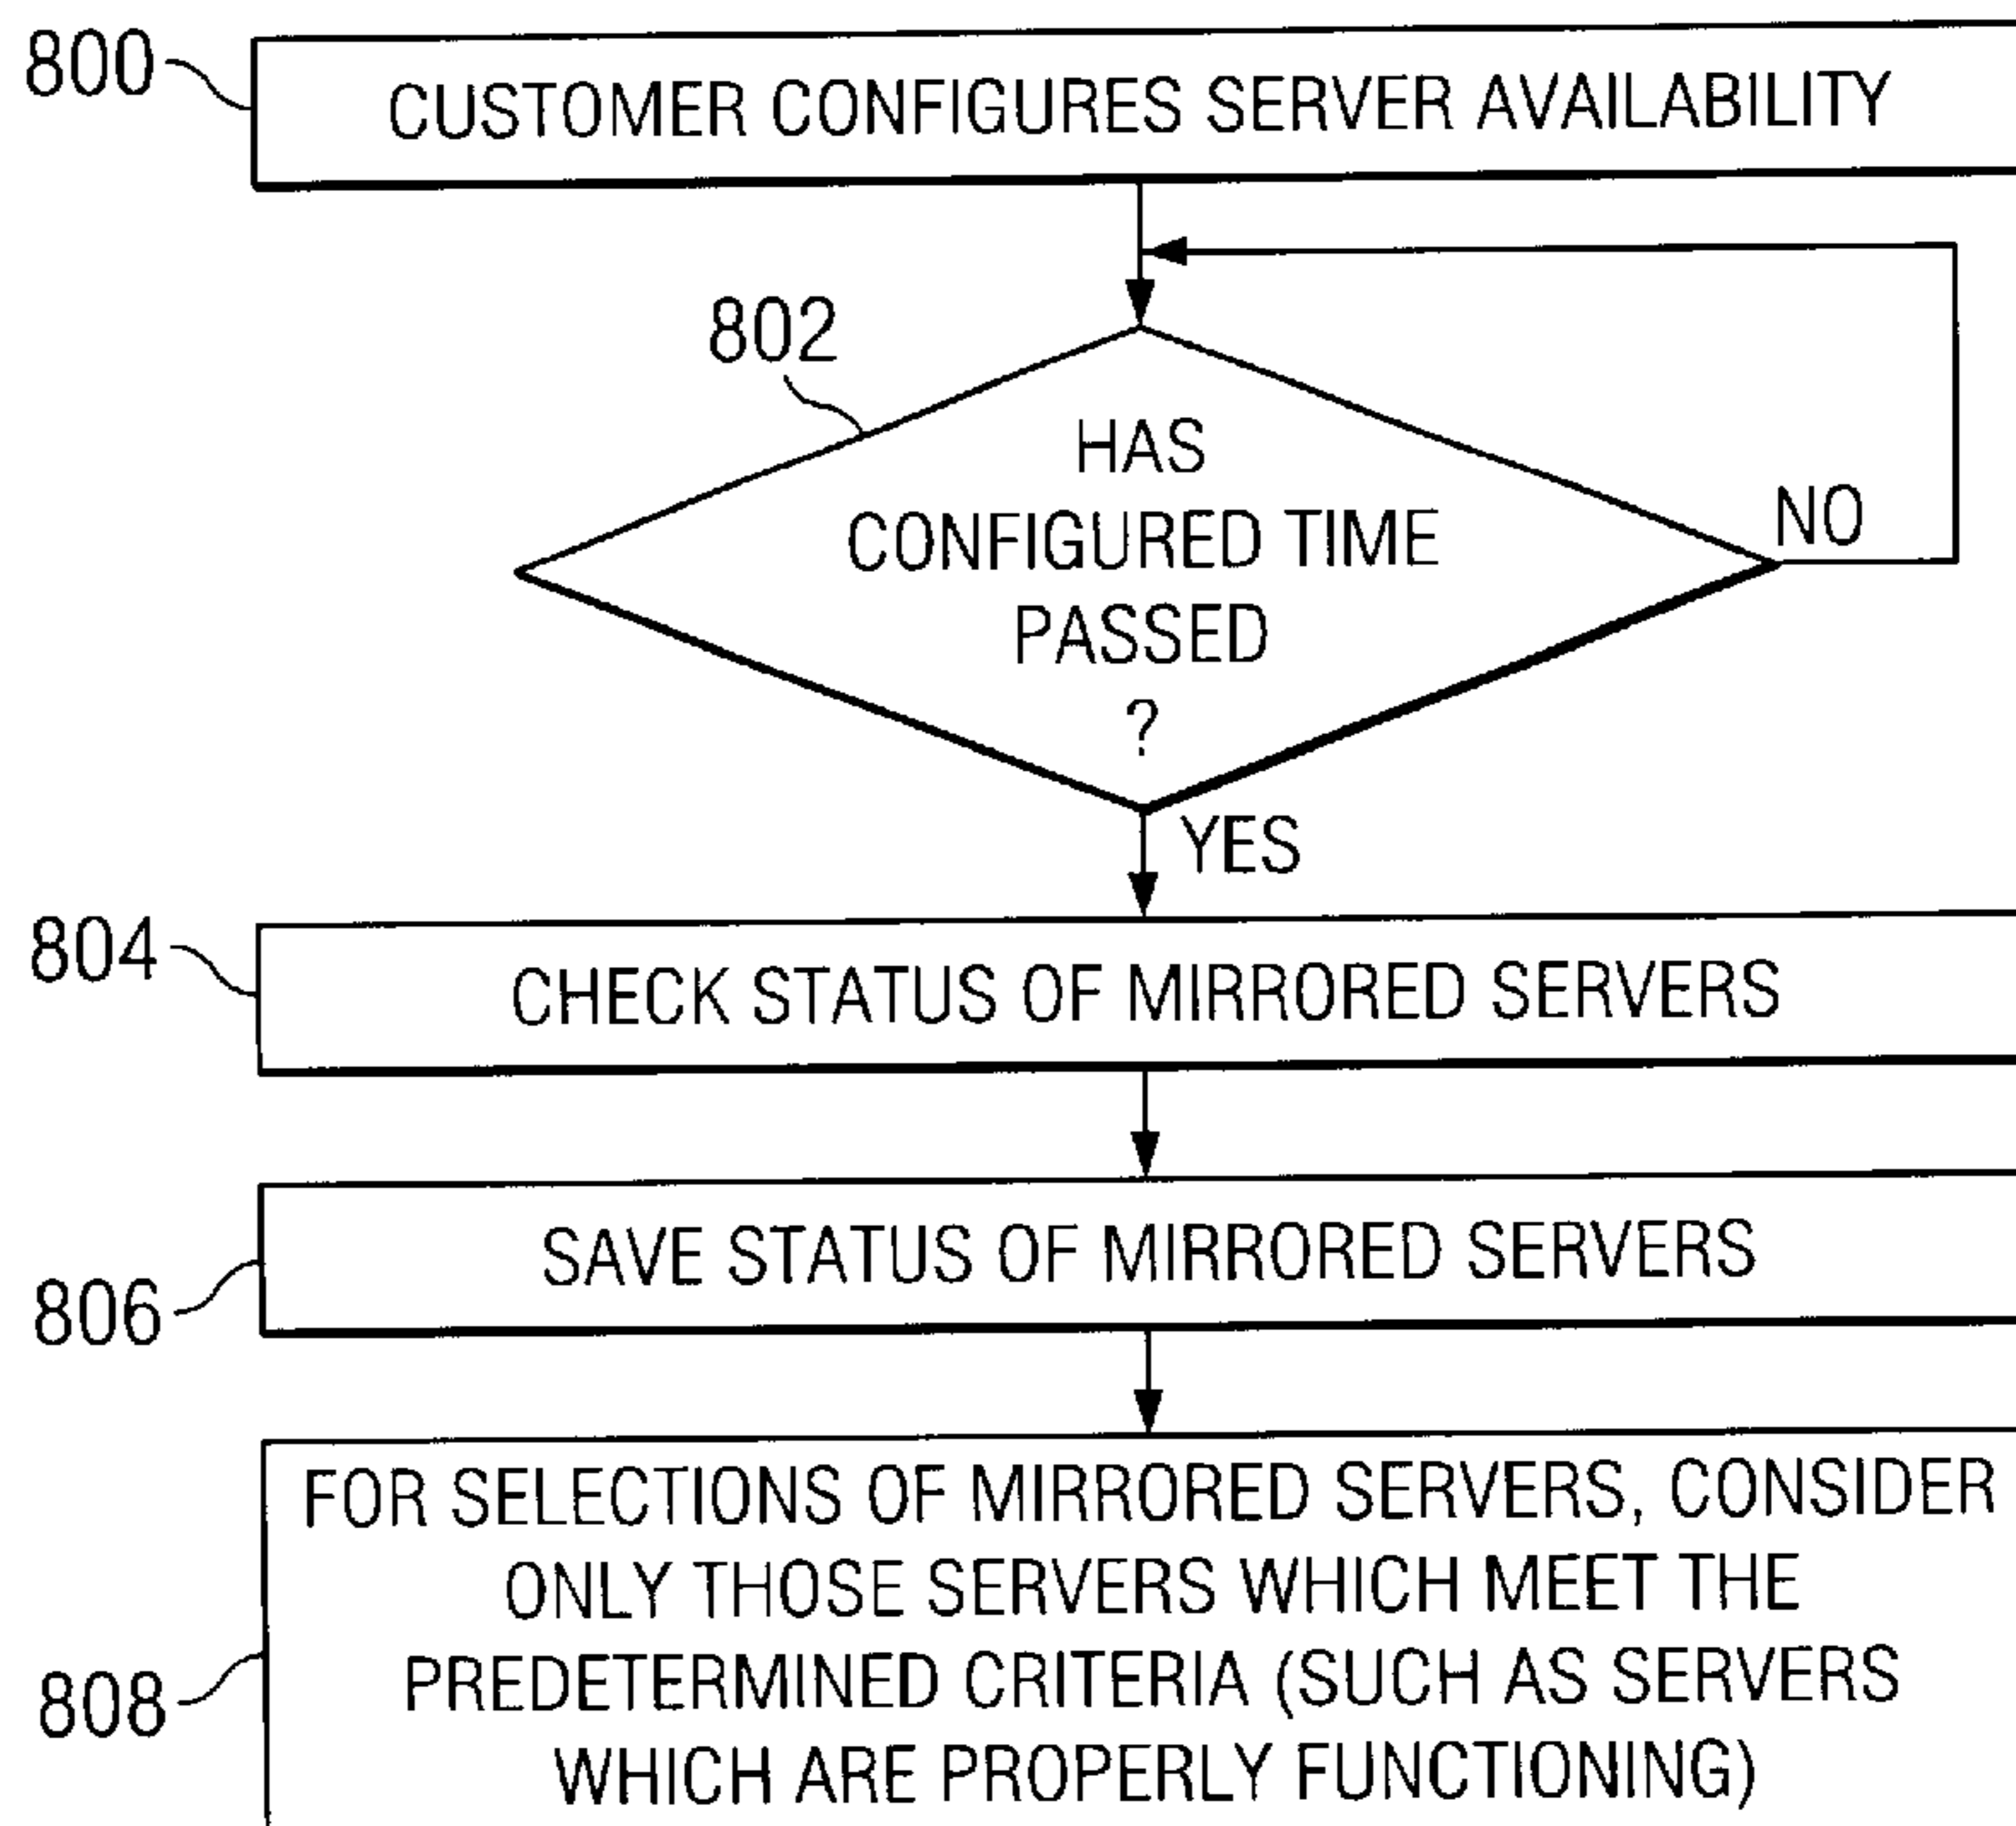 800
CUSTOMER CONFIGURES SERVER AVAILABILITY
802
HAS
CONFIGURED TIME
PASSED
?
NO
YES
804
CHECK STATUS OF MIRRORED SERVERS
806
SAVE STATUS OF MIRRORED SERVERS
808
FOR SELECTIONS OF MIRRORED SERVERS, CONSIDER
ONLY THOSE SERVERS WHICH MEET THE
PREDETERMINED CRITERIA (SUCH AS SERVERS
WHICH ARE PROPERLY FUNCTIONING)